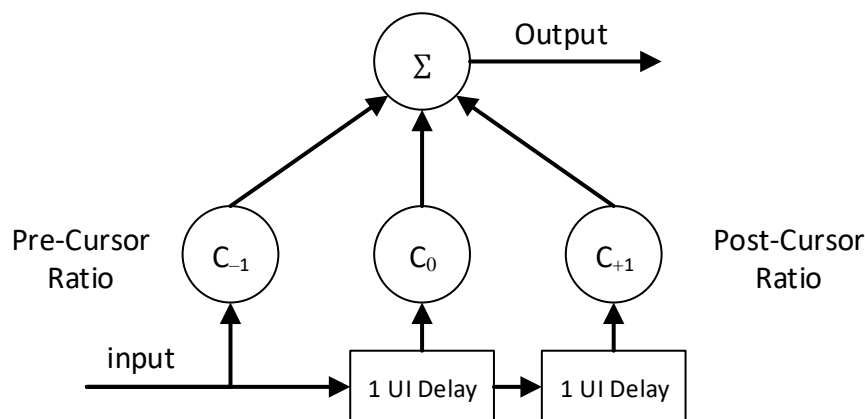 Output
Σ
Pre-Cursor
Ratio
C₋₁
C₀
C₊₁
Post-Cursor
Ratio
input
1 UI Delay
1 UI Delay